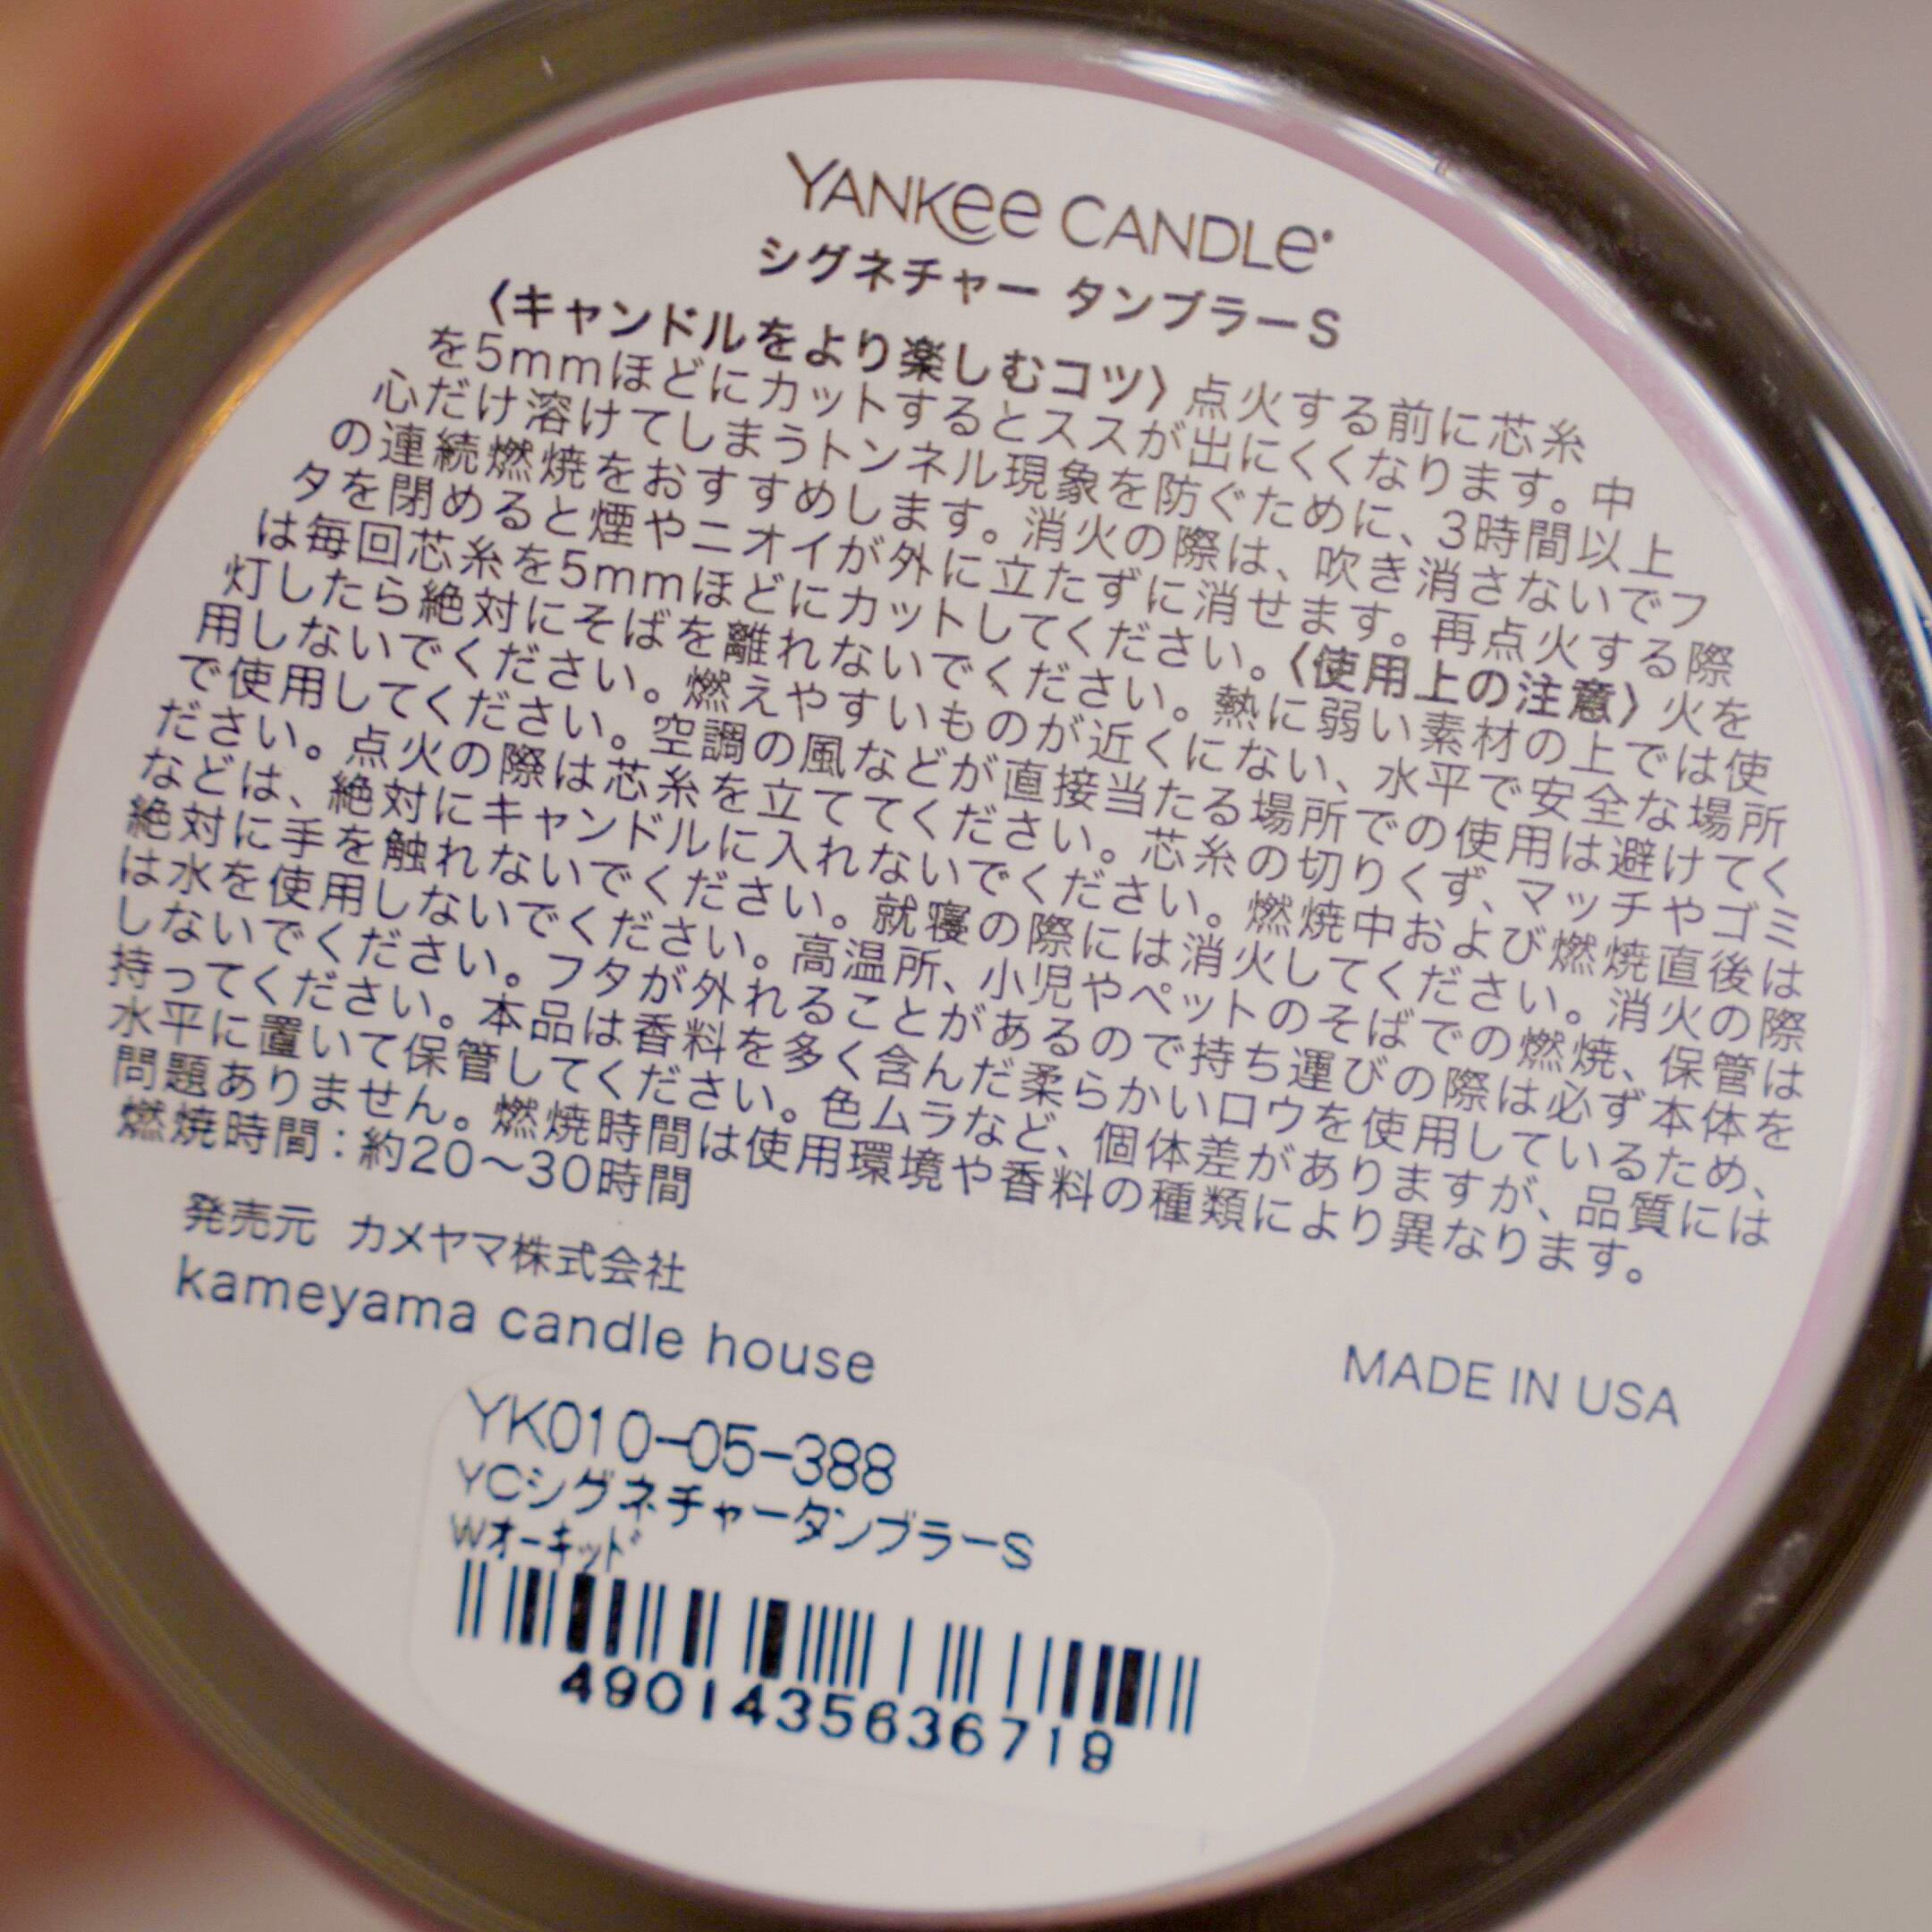 YANKEE CANDLE
シグネチャー タンブラーS
〈キャンドルをより楽しむコツ〉点火する前に芯糸
を5mmほどにカットするとススが出にくくなります。中
心だけ溶けてしまうトンネル現象を防ぐために、3時間以上
の連続燃焼をおすすめします。消火の際は、吹き消さないでフ
タを閉めると煙やニオイが外に立たずに消せます。再点火する際
は毎回芯糸を5mmほどにカットしてください。〈使用上の注意〉火を
灯したら絶対にそばを離れないでください。熱に弱い素材の上では使
用しないでください。燃えやすいものが近くにない、水平で安全な場所
で使用してください。空調の風などが直接当たる場所での使用は避けてく
ださい。点火の際は芯糸を立ててください。芯糸の切りくず、マッチやゴミ
などは、絶対にキャンドルに入れないでください。燃焼中および燃焼直後は
絶対に手を触れないでください。就寝の際には消火してください。消火の際
は水を使用しないでください。高温所、小児やペットのそばでの燃焼、保管は
しないでください。フタが外れることがあるので持ち運びの際は必ず本体を
持ってください。本品は香料を多く含んだ柔らかいロウを使用しているため、
水平に置いて保管してください。色ムラなど、個体差がありますが、品質には
問題ありません。燃焼時間は使用環境や香料の種類により異なります。
燃焼時間：約20〜30時間
発売元 カメヤマ株式会社
kameyama candle house
MADE IN USA
YK010-05-388
YCシグネチャータンブラーS
Wオーキッド
4901435636719